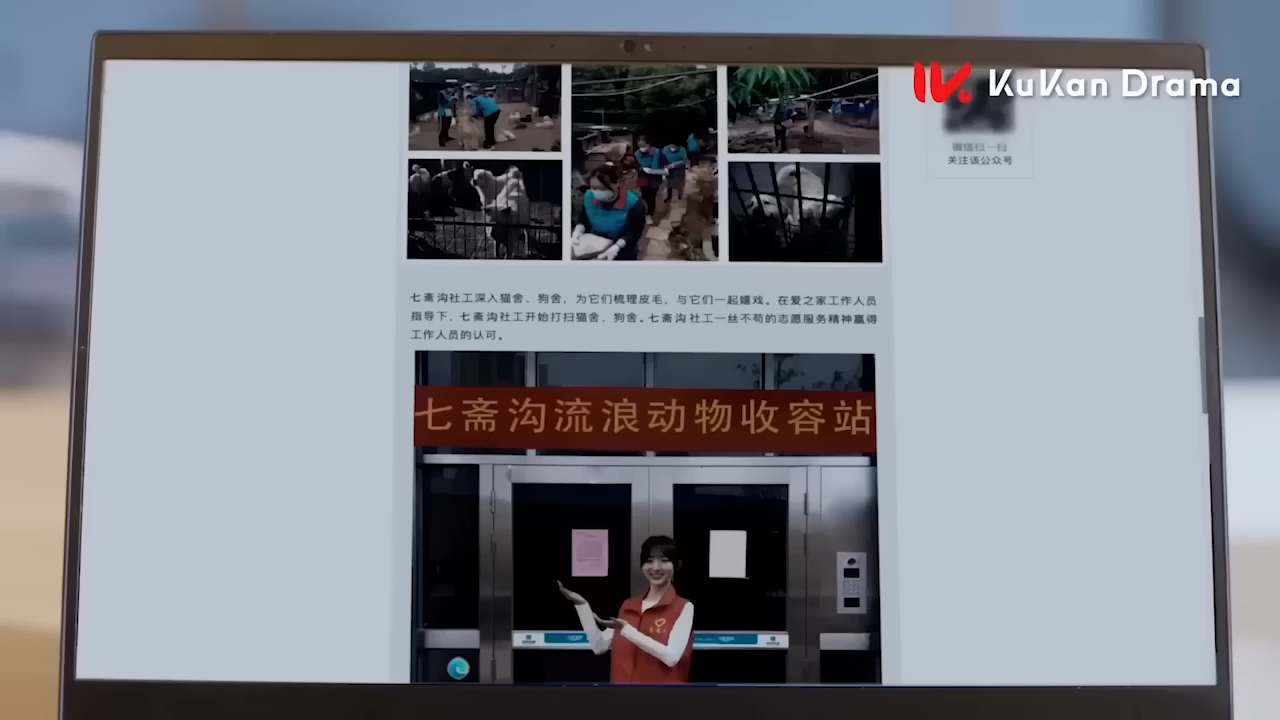 KuKan Drama
微信扫一扫
关注该公众号
七斋沟社工深入猫舍，狗舍，为它们梳理皮毛，与它们一起嬉戏。在爱之家工作人员
指导下，七斋沟社工开始打扫猫舍，狗舍。七斋沟社工一丝不苟的志愿服务精神赢得
工作人员的认可。
七斋沟流浪动物收容站